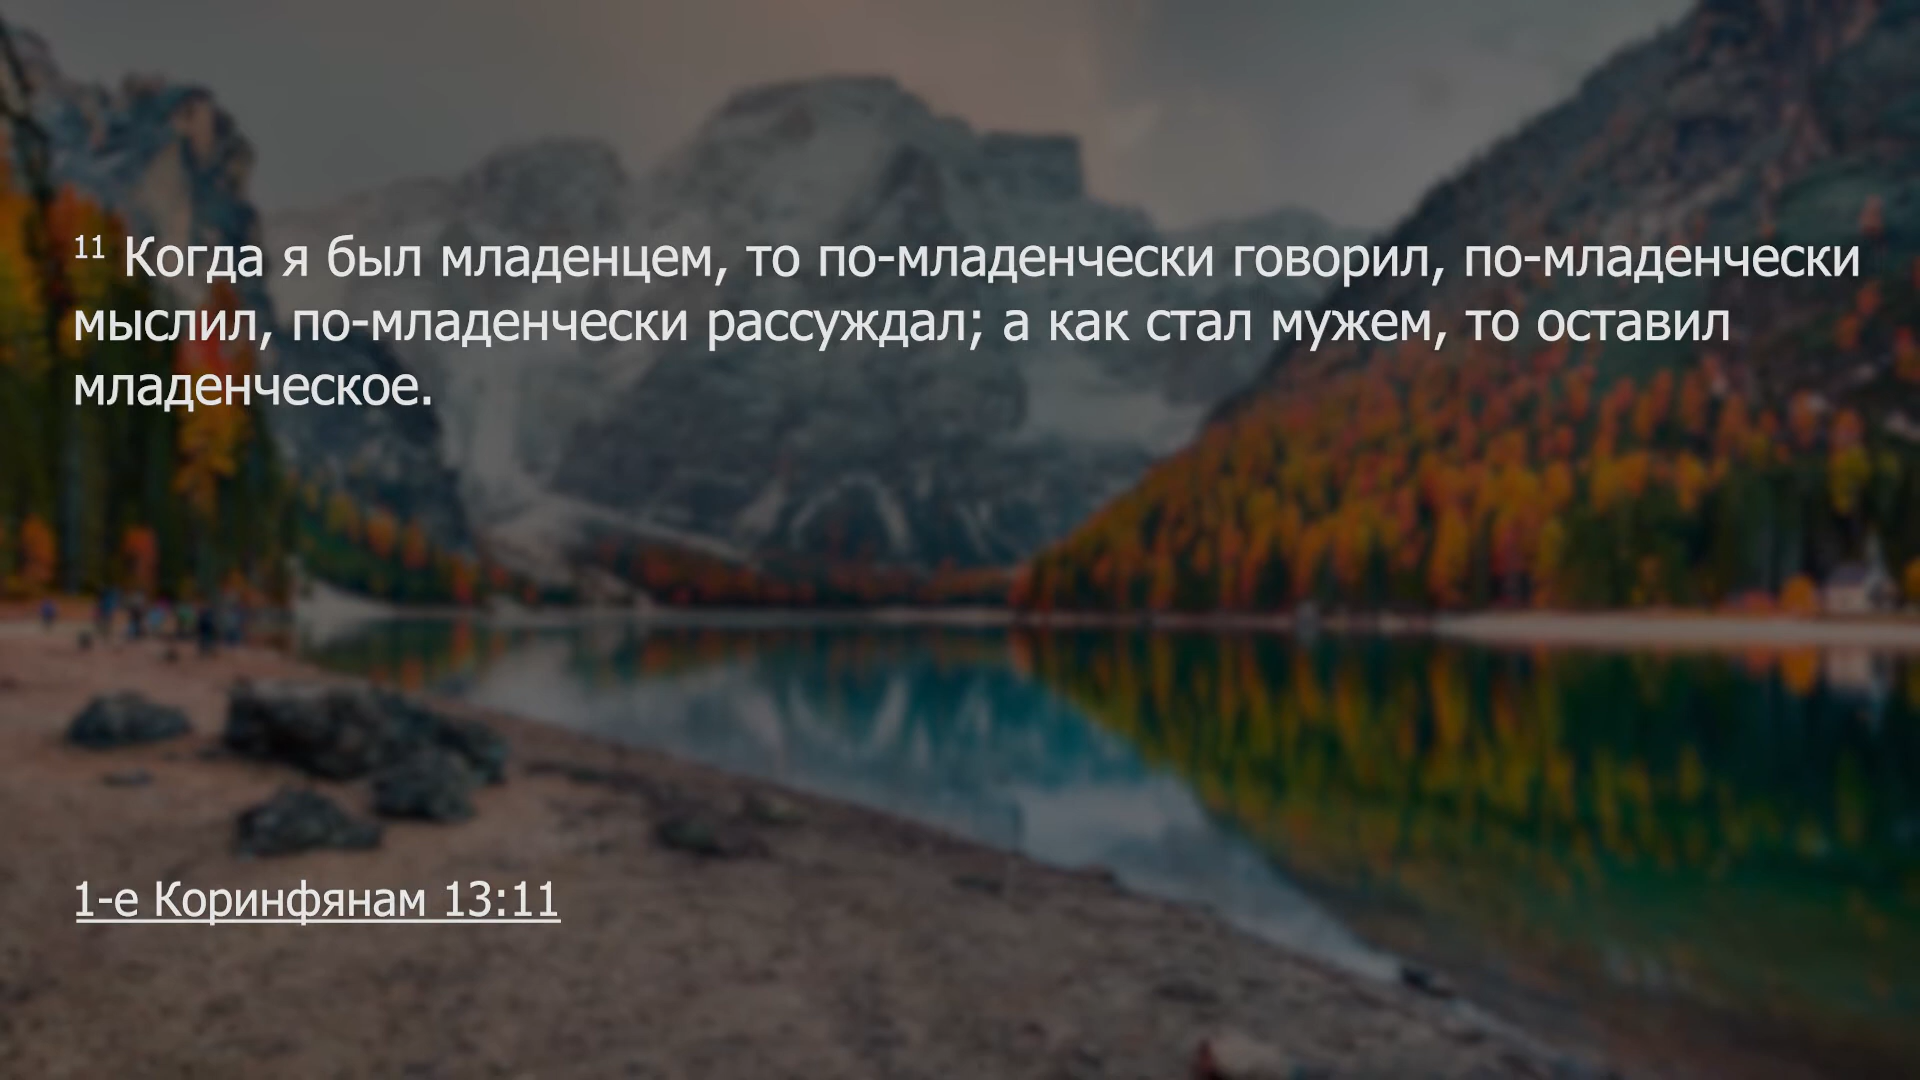 11 Когда я был младенцем, то по-младенчески говорил, по-младенчески
мыслил, по-младенчески рассуждал; а как стал мужем, то оставил
младенческое.
1-е Коринфянам 13:11